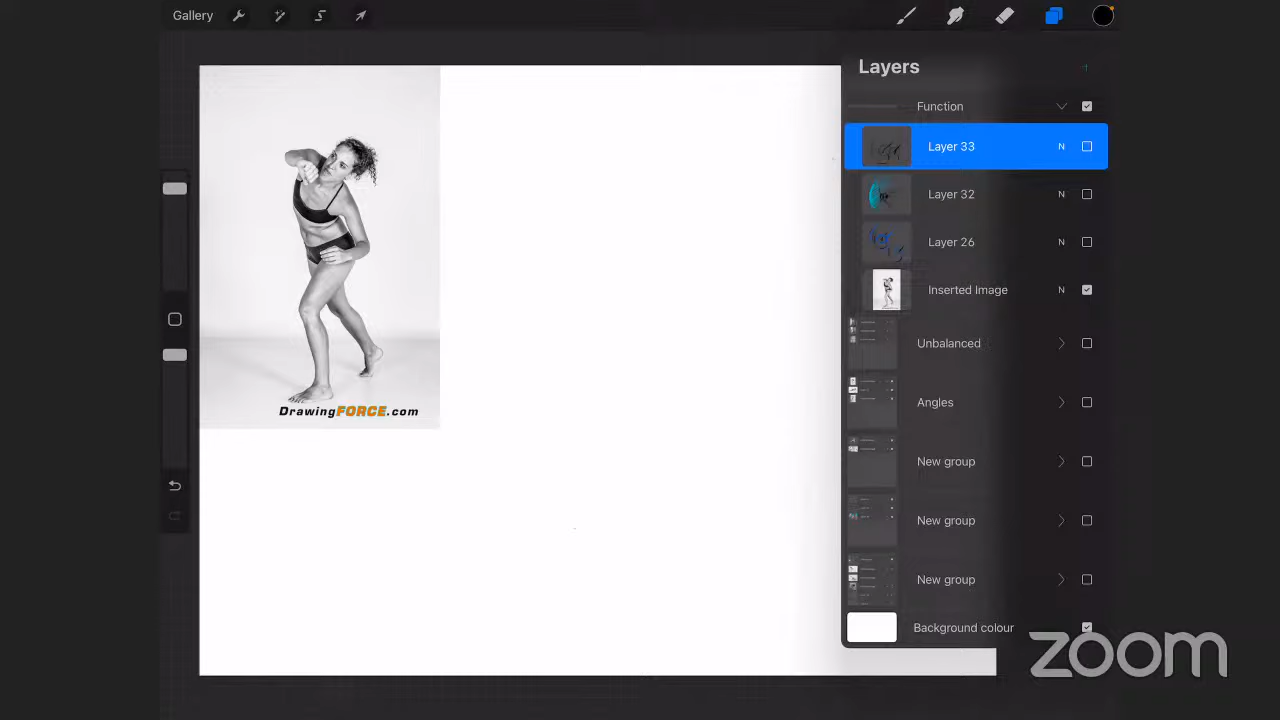 Gallery
Layers
Function
Layer 33 N
Layer 32 N
Layer 26 N
Inserted Image N
Unbalanced
Angles
New group
New group
New group
Background colour
DrawingFORCE.com
zoom